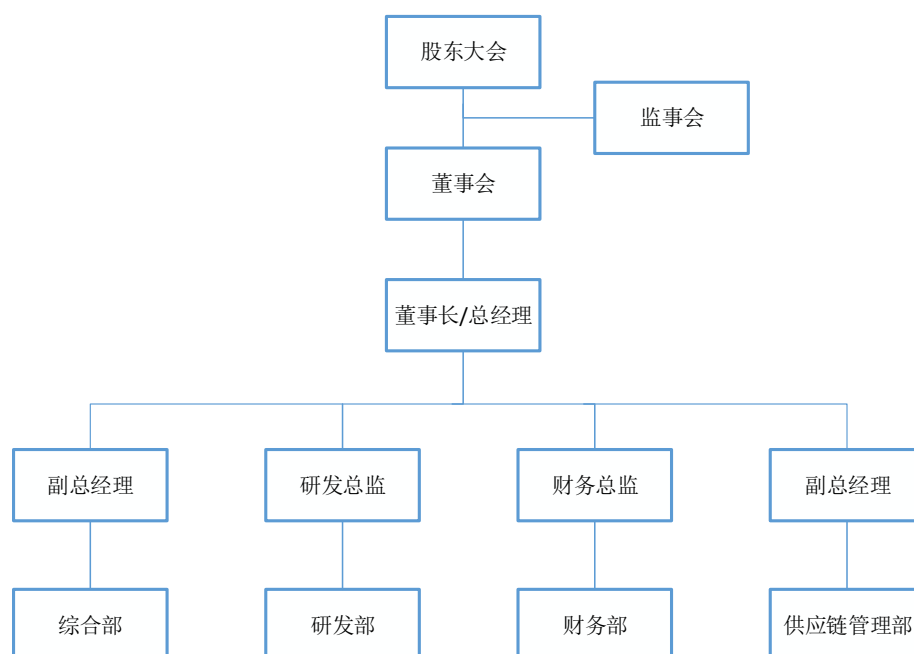 股东大会
监事会
董事会
董事长/总经理
副总经理
研发总监
财务总监
副总经理
综合部
研发部
财务部
供应链管理部